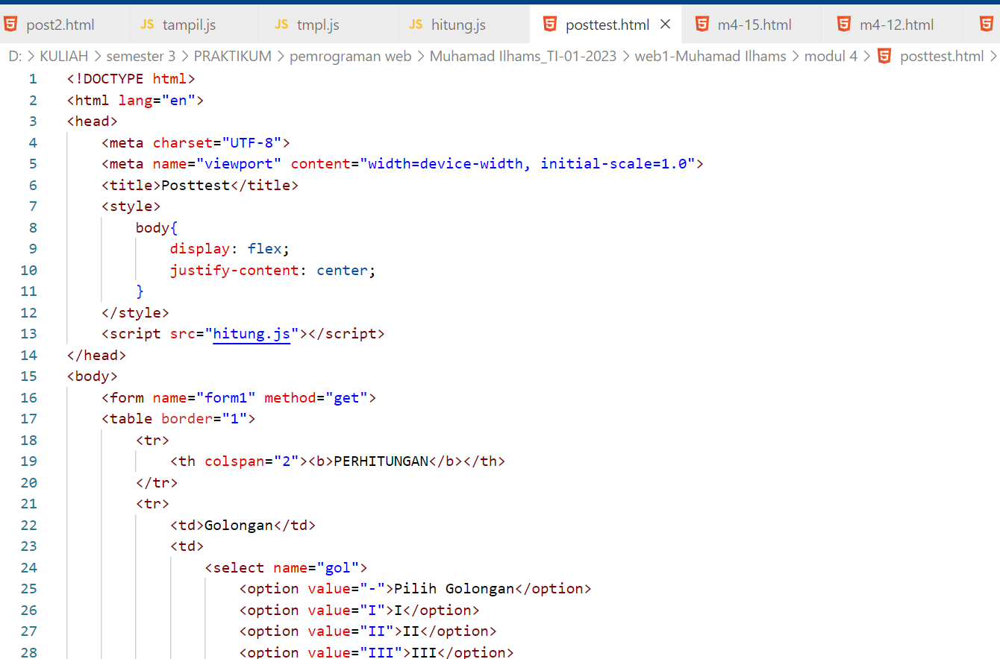 post2.html JS tampil.js JS tmpl.js JS hitung.js posttest.html m4-15.html m4-12.html
D: > KULIAH > semester 3 > PRAKTIKUM > pemrograman web > Muhamad Ilhams_TI-01-2023 > web1-Muhamad Ilhams > modul 4 > posttest.html >
1 <!DOCTYPE html>
2 <html lang="en">
3 <head>
4     <meta charset="UTF-8">
5     <meta name="viewport" content="width=device-width, initial-scale=1.0">
6     <title>Posttest</title>
7     <style>
8         body{
9             display: flex;
10             justify-content: center;
11         }
12     </style>
13     <script src="hitung.js"></script>
14 </head>
15 <body>
16     <form name="form1" method="get">
17     <table border="1">
18         <tr>
19             <th colspan="2"><b>PERHITUNGAN</b></th>
20         </tr>
21         <tr>
22             <td>Golongan</td>
23             <td>
24                 <select name="gol">
25                     <option value="-">Pilih Golongan</option>
26                     <option value="I">I</option>
27                     <option value="II">II</option>
28                     <option value="III">III</option>